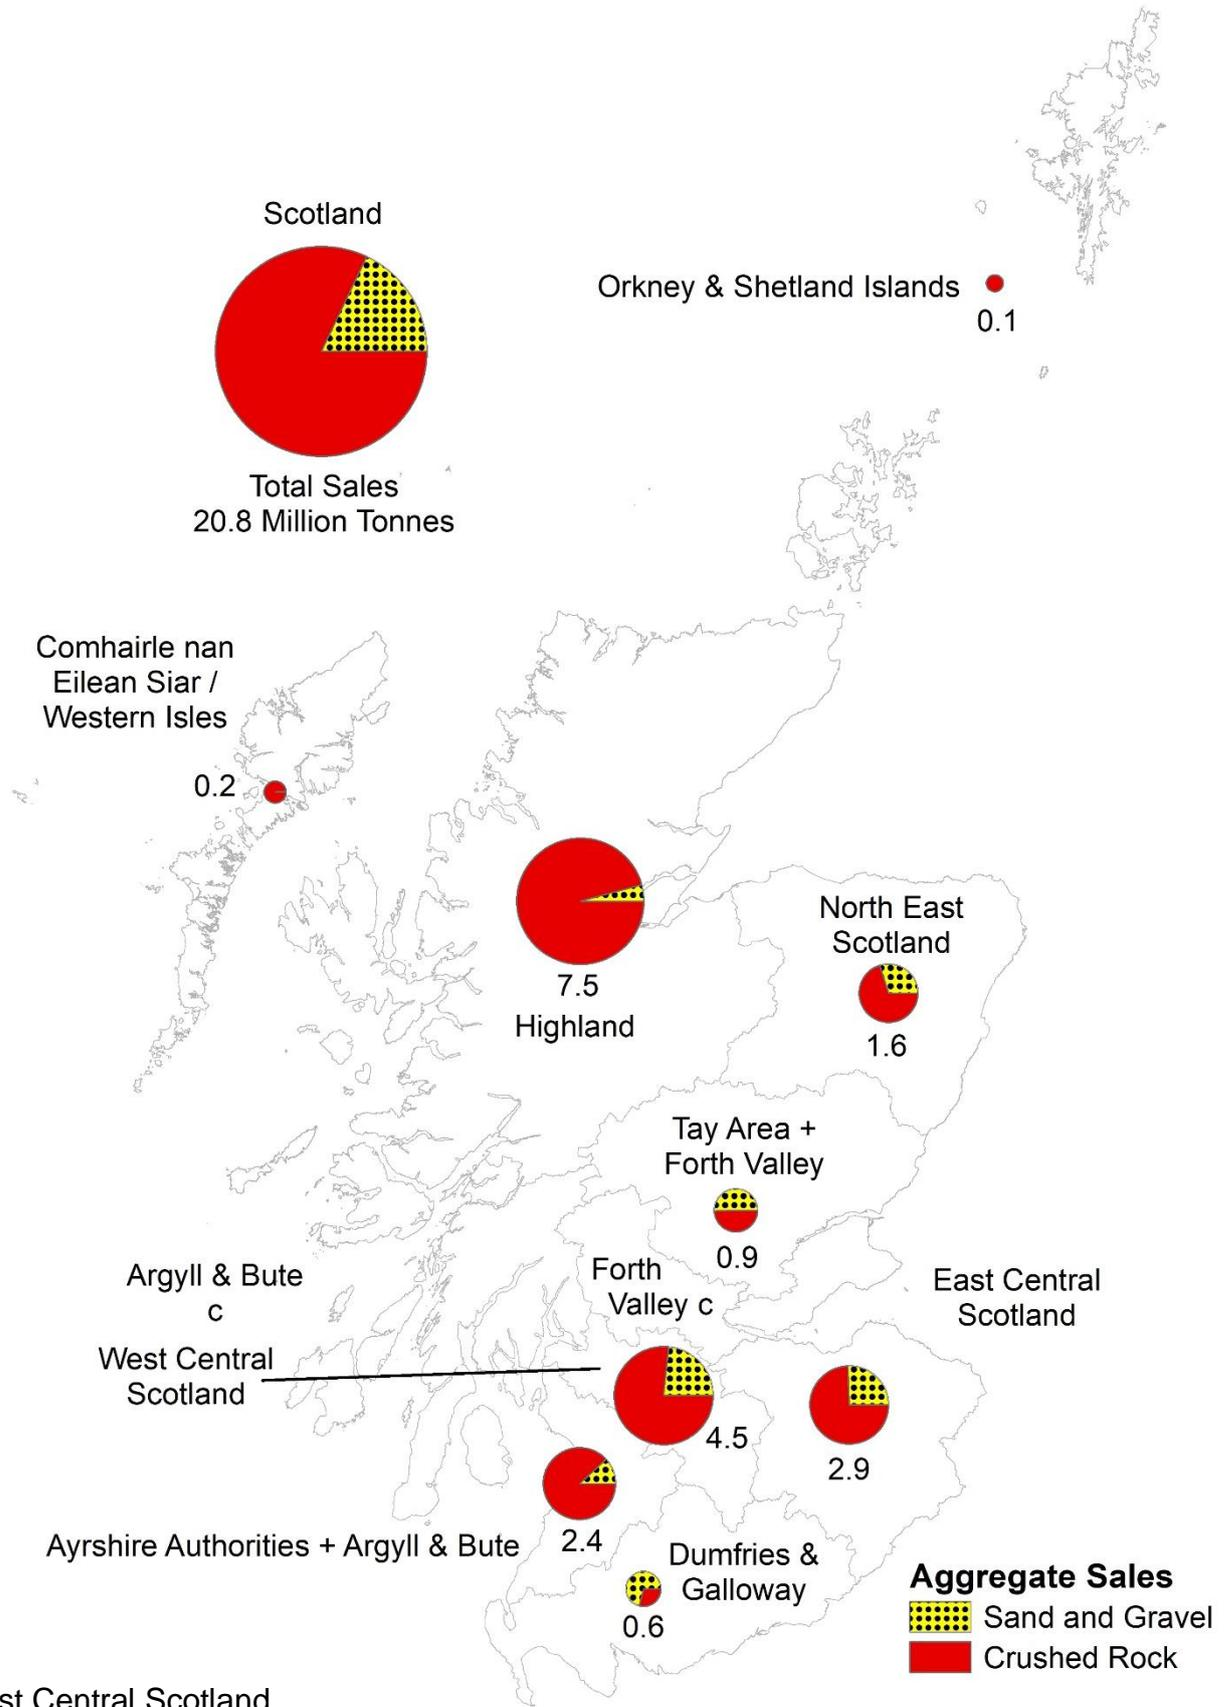 Scotland
Orkney & Shetland Islands
0.1
Total Sales
20.8 Million Tonnes
Comhairle nan
Eilean Siar /
Western Isles
0.2
North East
Scotland
7.5
Highland
1.6
Tay Area +
Forth Valley
0.9
Argyll & Bute
c
Forth
Valley c
East Central
Scotland
West Central
Scotland
4.5
2.9
Ayrshire Authorities + Argyll & Bute
2.4
Dumfries &
Galloway
0.6
Aggregate Sales
Sand and Gravel
Crushed Rock
Central Scotland